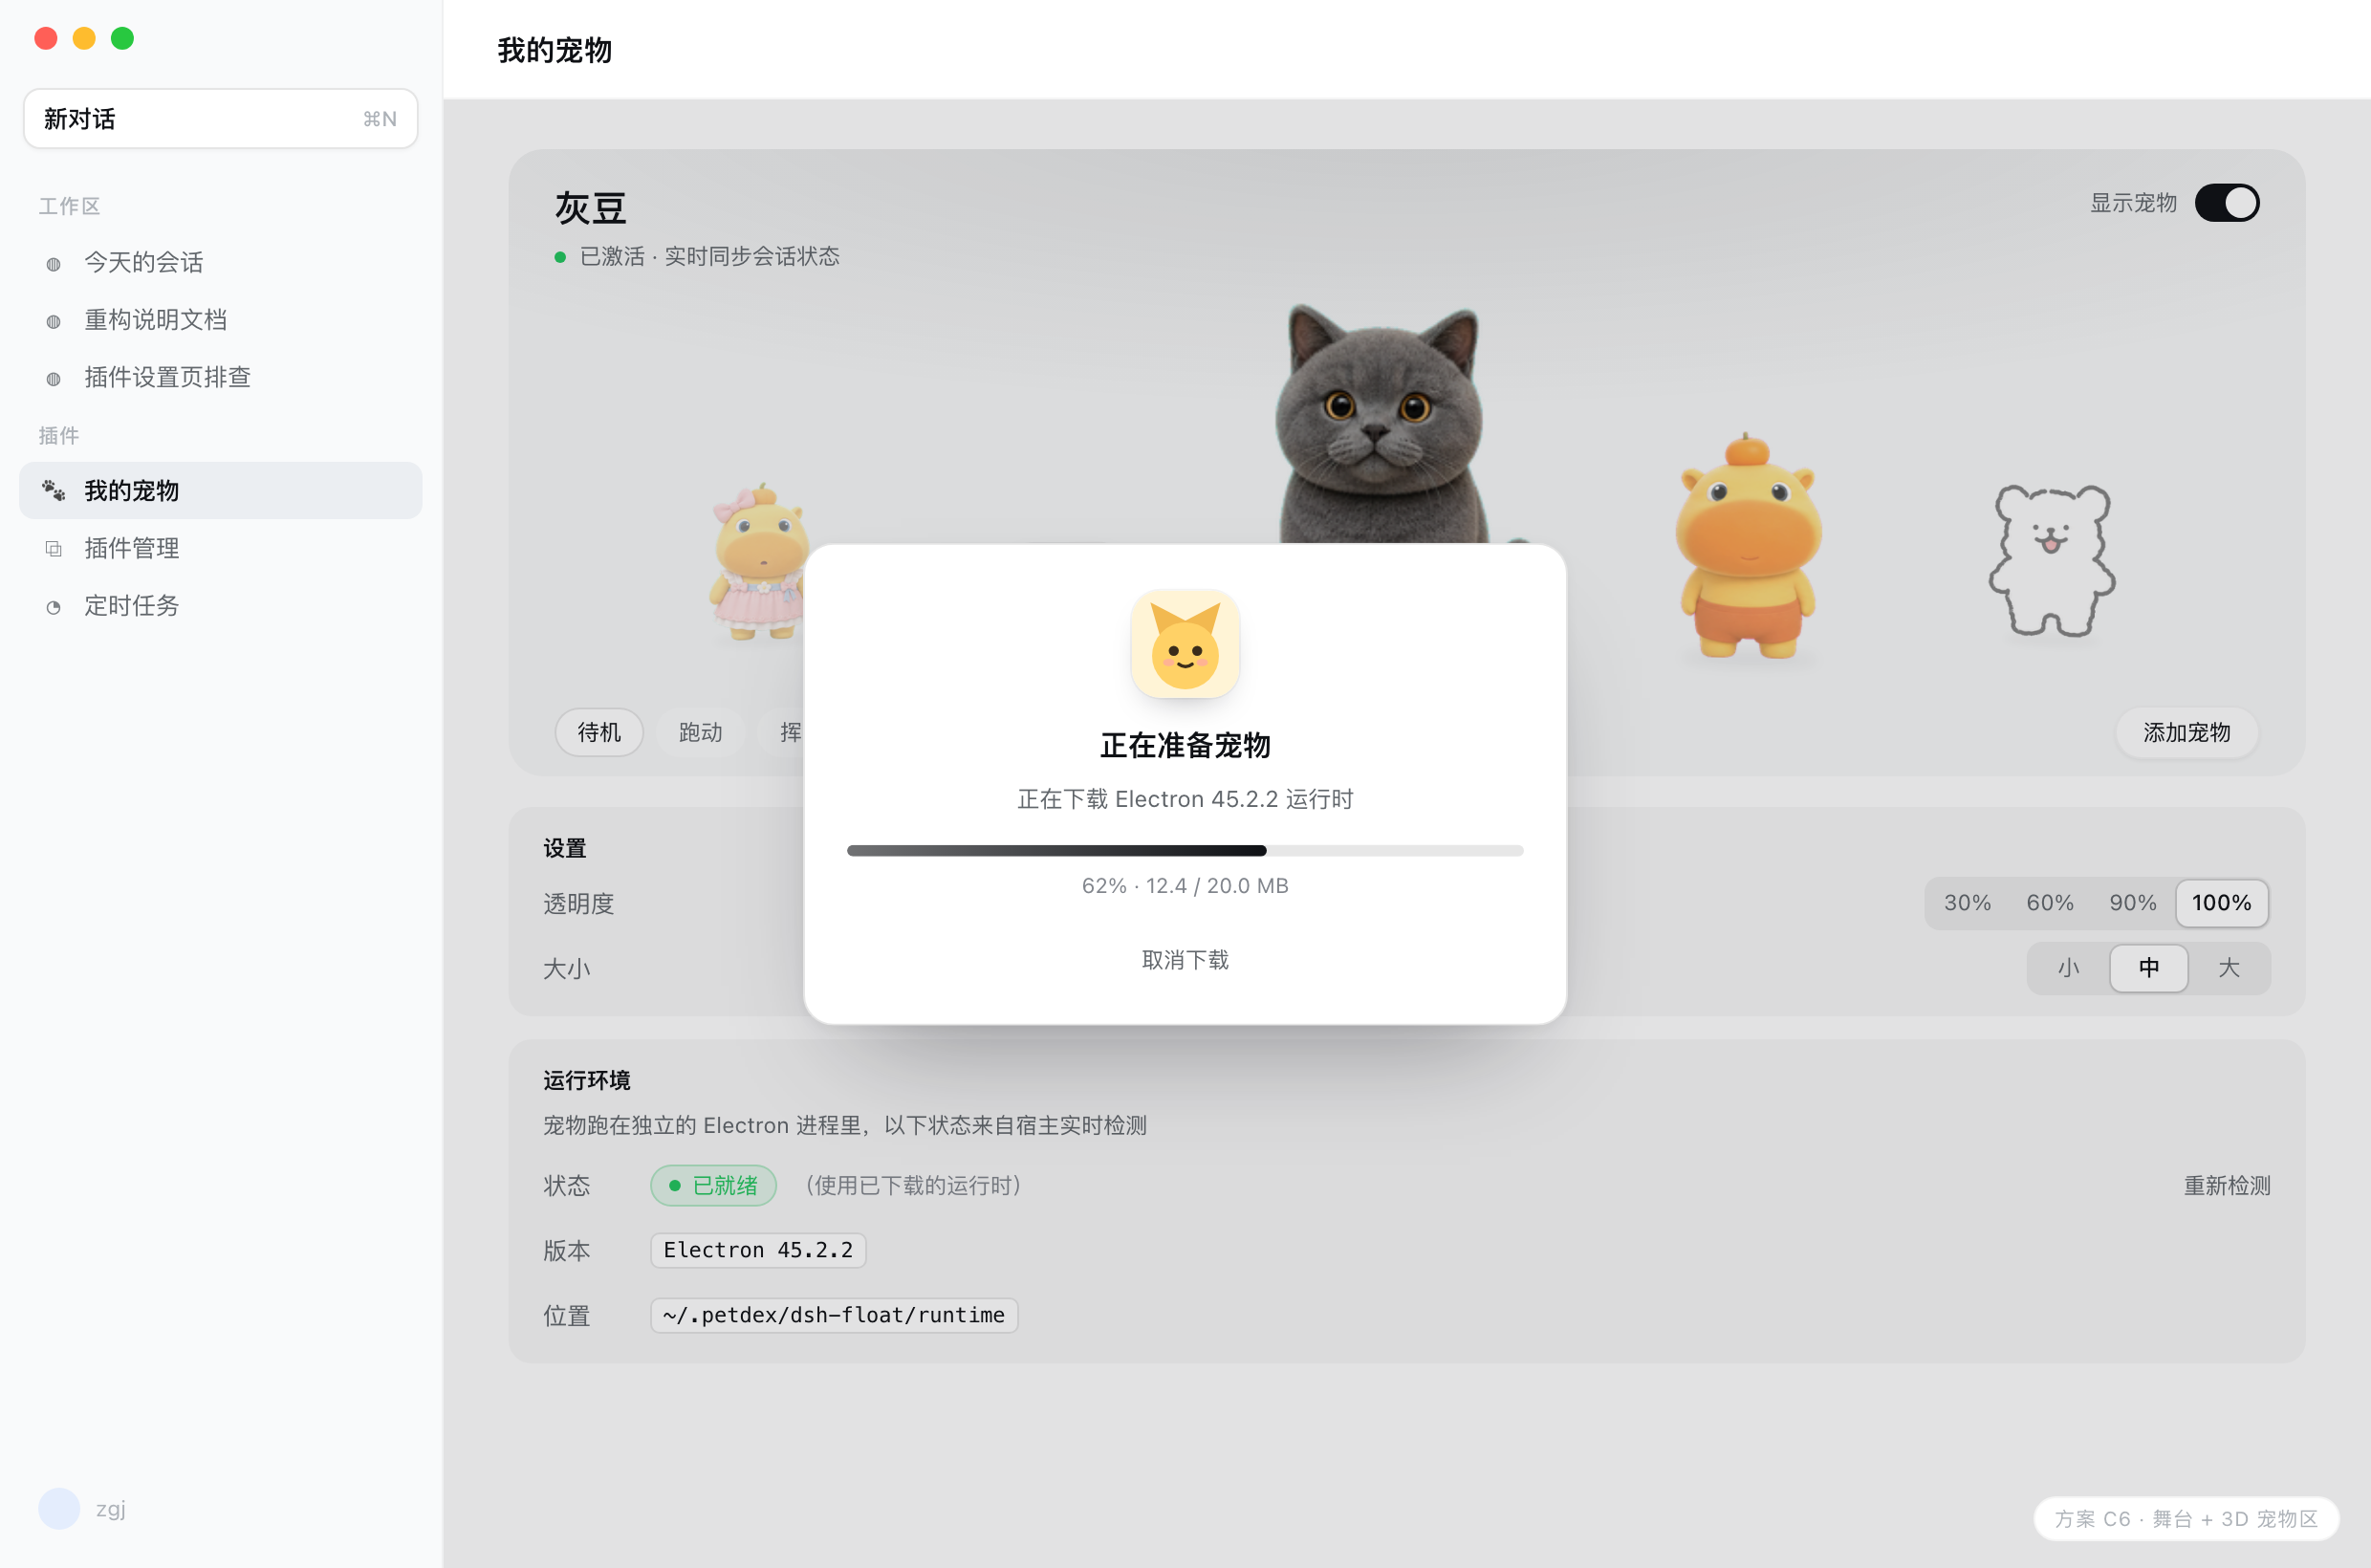 我的宠物
新对话 ⌘N
工作区
今天的会话
重构说明文档
插件设置页排查
插件
我的宠物
插件管理
定时任务
zgj
灰豆
显示宠物
已激活 · 实时同步会话状态
待机 跑动 挥
添加宠物
正在准备宠物
正在下载 Electron 45.2.2 运行时
62% · 12.4 / 20.0 MB
取消下载
设置
透明度 30% 60% 90% 100%
大小 小 中 大
运行环境
宠物跑在独立的 Electron 进程里，以下状态来自宿主实时检测
状态 已就绪 （使用已下载的运行时） 重新检测
版本 Electron 45.2.2
位置 ~/.petdex/dsh-float/runtime
方案 C6 · 舞台 + 3D 宠物区